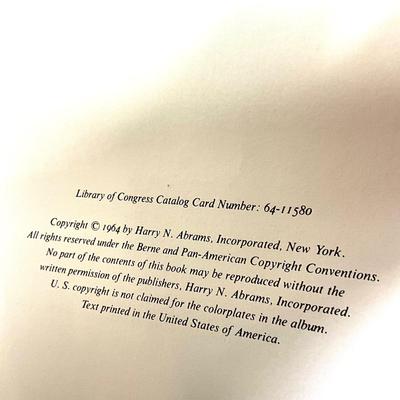 Library of Congress Catalog Card Number: 64-11580
Copyright © 1964 by Harry N. Abrams, Incorporated, New York.
All rights reserved under the Berne and Pan-American Copyright Conventions.
No part of the contents of this book may be reproduced without the
written permission of the publishers, Harry N. Abrams, Incorporated.
U. S. copyright is not claimed for the colorplates in the album.
Text printed in the United States of America.